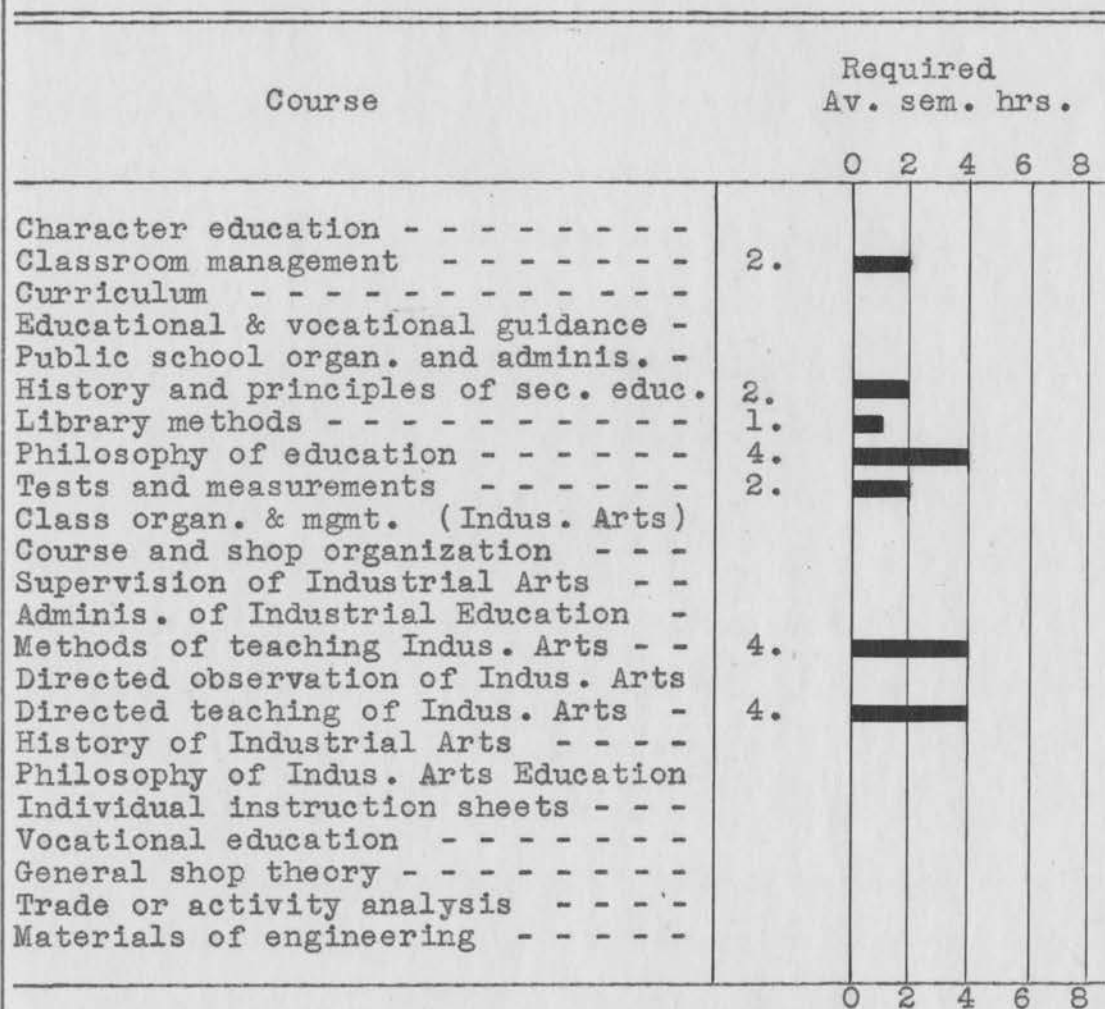 Required
Course Av. sem. hrs.
0 2 4 6 8
Character education - - - - - - - -
Classroom management - - - - - - - 2.
Curriculum - - - - - - - - - - - -
Educational & vocational guidance -
Public school organ. and adminis. -
History and principles of sec. educ. 2.
Library methods - - - - - - - - - - 1.
Philosophy of education - - - - - - 4.
Tests and measurements - - - - - - 2.
Class organ. & mgmt. (Indus. Arts)
Course and shop organization - - -
Supervision of Industrial Arts - -
Adminis. of Industrial Education -
Methods of teaching Indus. Arts - - 4.
Directed observation of Indus. Arts
Directed teaching of Indus. Arts - 4.
History of Industrial Arts - - - -
Philosophy of Indus. Arts Education
Individual instruction sheets - - -
Vocational education - - - - - - -
General shop theory - - - - - - - -
Trade or activity analysis - - - -
Materials of engineering - - - - -
0 2 4 6 8